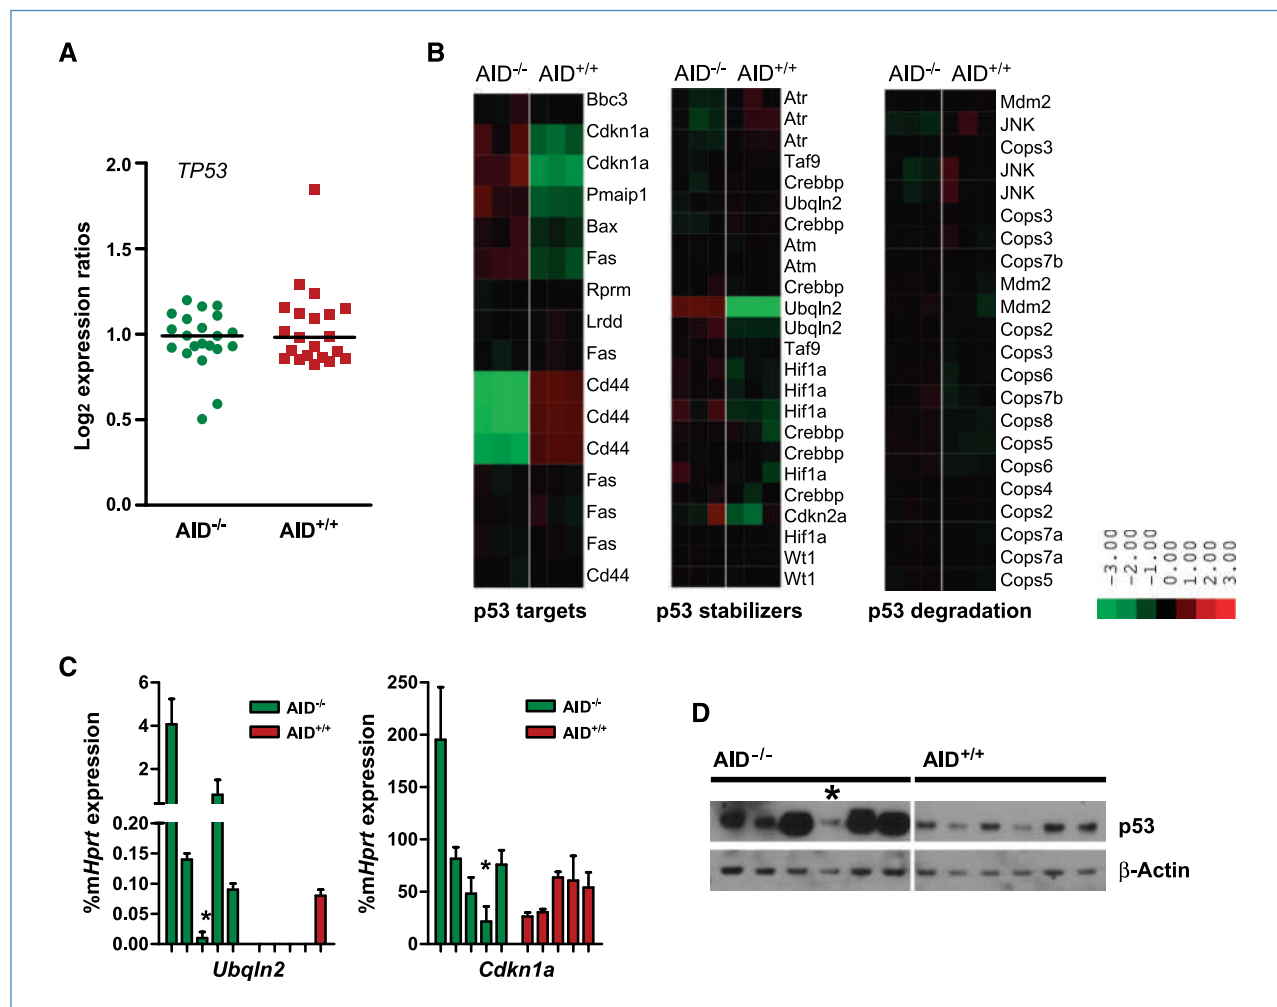 A
TP53
Log2 expression ratios
2.0
1.5
1.0
0.5
0.0
AID-/-
AID+/+
B
AID-/- AID+/+
Bbc3
Cdkn1a
Cdkn1a
Pmaip1
Bax
Fas
Rprm
Lrdd
Fas
Cd44
Cd44
Cd44
Fas
Fas
Fas
Cd44
p53 targets
AID-/- AID+/+
Atr
Atr
Atr
Taf9
Crebbp
Ubqln2
Crebbp
Atm
Atm
Crebbp
Ubqln2
Ubqln2
Taf9
Hif1a
Hif1a
Hif1a
Crebbp
Crebbp
Hif1a
Crebbp
Cdkn2a
Hif1a
Wt1
Wt1
p53 stabilizers
AID-/- AID+/+
Mdm2
JNK
Cops3
JNK
JNK
Cops3
Cops3
Cops7b
Mdm2
Mdm2
Cops2
Cops3
Cops6
Cops7b
Cops8
Cops5
Cops6
Cops4
Cops2
Cops7a
Cops7a
Cops5
p53 degradation
-3.00
-2.00
-1.00
0.00
1.00
2.00
3.00
C
%mHprt expression
6
4
2
0.20
0.15
0.10
0.05
0.00
AID-/-
AID+/+
*
Ubqln2
%mHprt expression
250
200
150
100
50
0
AID-/-
AID+/+
*
Cdkn1a
D
AID-/- AID+/+
*
p53
β-Actin